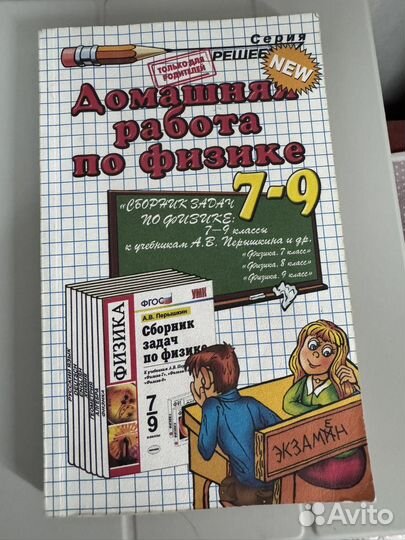 Серия
РЕШЕБ
NEW
ТОЛЬКО ДЛЯ
РОДИТЕЛЕЙ
Домашняя
работа
по физике
7-9
«СБОРНИК ЗАДАЧ
ПО ФИЗИКЕ:
7—9 классы
к учебникам А.В. Перышкина и др.
«Физика. 7 класс»
«Физика. 8 класс»
«Физика. 9 класс»
ФГОС
УМК
А.В. Перышкин
Сборник
задач
по физике
ФИЗИКА
7/9
классы
ЭКЗАМЕН
Avito